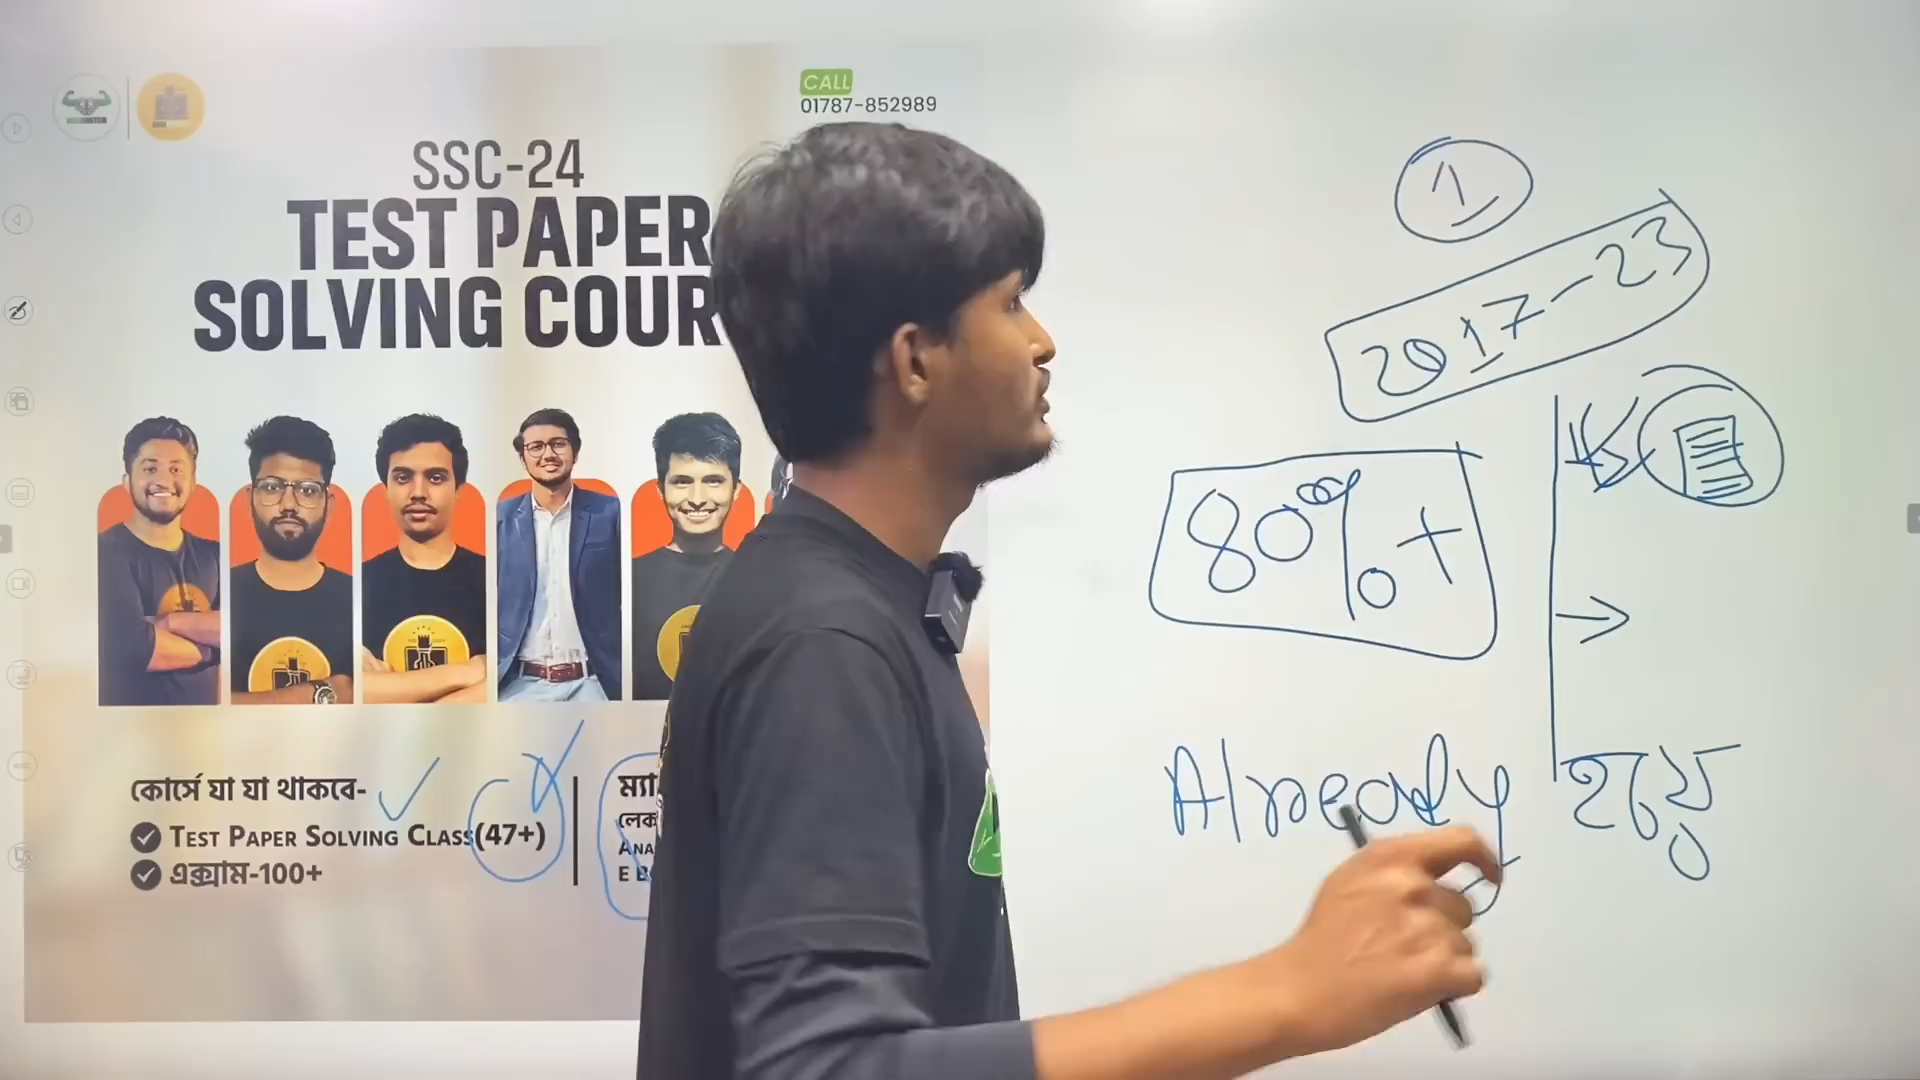 CALL
01787-852989
SSC-24
TEST PAPER
SOLVING COUR
কোর্সে যা যা থাকবে-
TEST PAPER SOLVING CLASS(47+)
এক্সাম-100+
ম্যা
লেক
ANA
E B
1
2017-23
80%+
Already